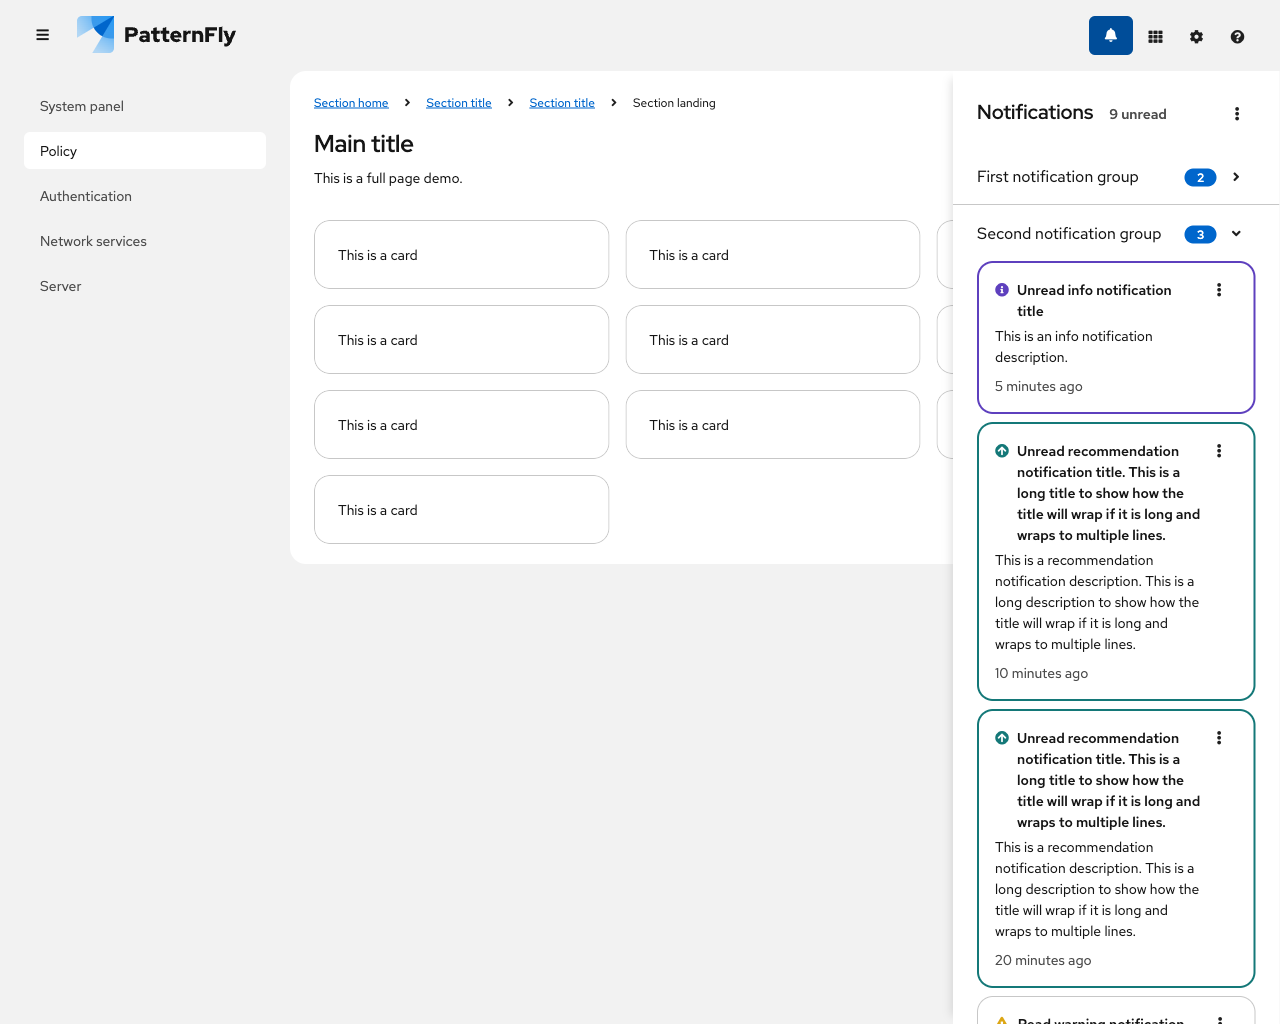 PatternFly
System panel
Policy
Authentication
Network services
Server
Section home
Section title
Section title
Section landing
Main title
This is a full page demo.
This is a card
This is a card
This is a card
This is a card
This is a card
This is a card
This is a card
Notifications 9 unread
First notification group 2
Second notification group 3
Unread info notification
title
This is an info notification
description.
5 minutes ago
Unread recommendation
notification title. This is a
long title to show how the
title will wrap if it is long and
wraps to multiple lines.
This is a recommendation
notification description. This is a
long description to show how the
title will wrap if it is long and
wraps to multiple lines.
10 minutes ago
Unread recommendation
notification title. This is a
long title to show how the
title will wrap if it is long and
wraps to multiple lines.
This is a recommendation
notification description. This is a
long description to show how the
title will wrap if it is long and
wraps to multiple lines.
20 minutes ago
Read warning notification